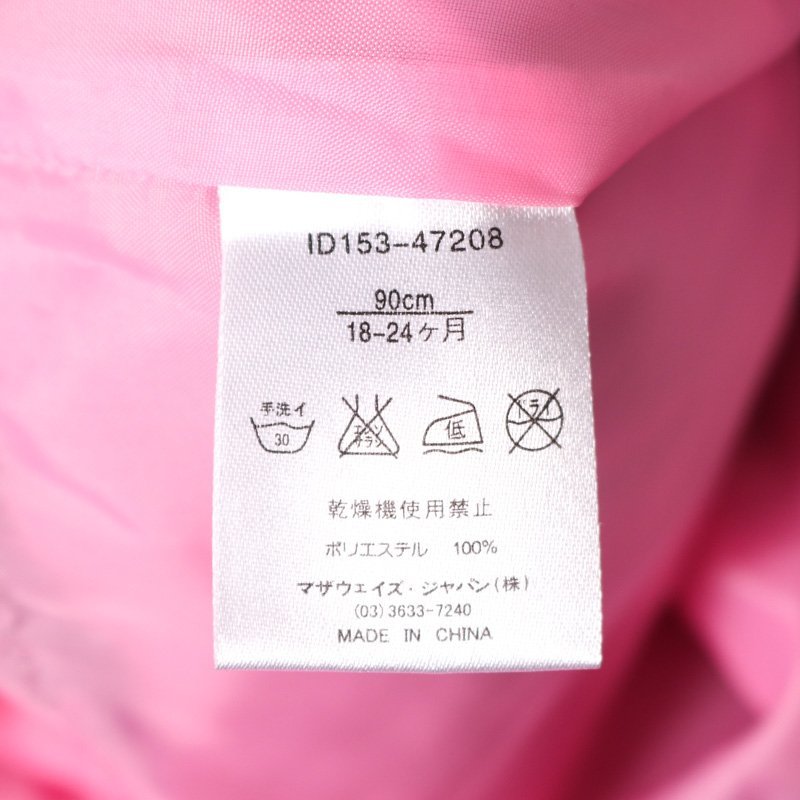 ID153-47208
90cm
18-24ケ月
手洗イ
30
エンソ
サラシ
低
ドライ
乾燥機使用禁止
ポリエステル 100%
マザウェイズ・ジャパン(株)
(03)3633-7240
MADE IN CHINA